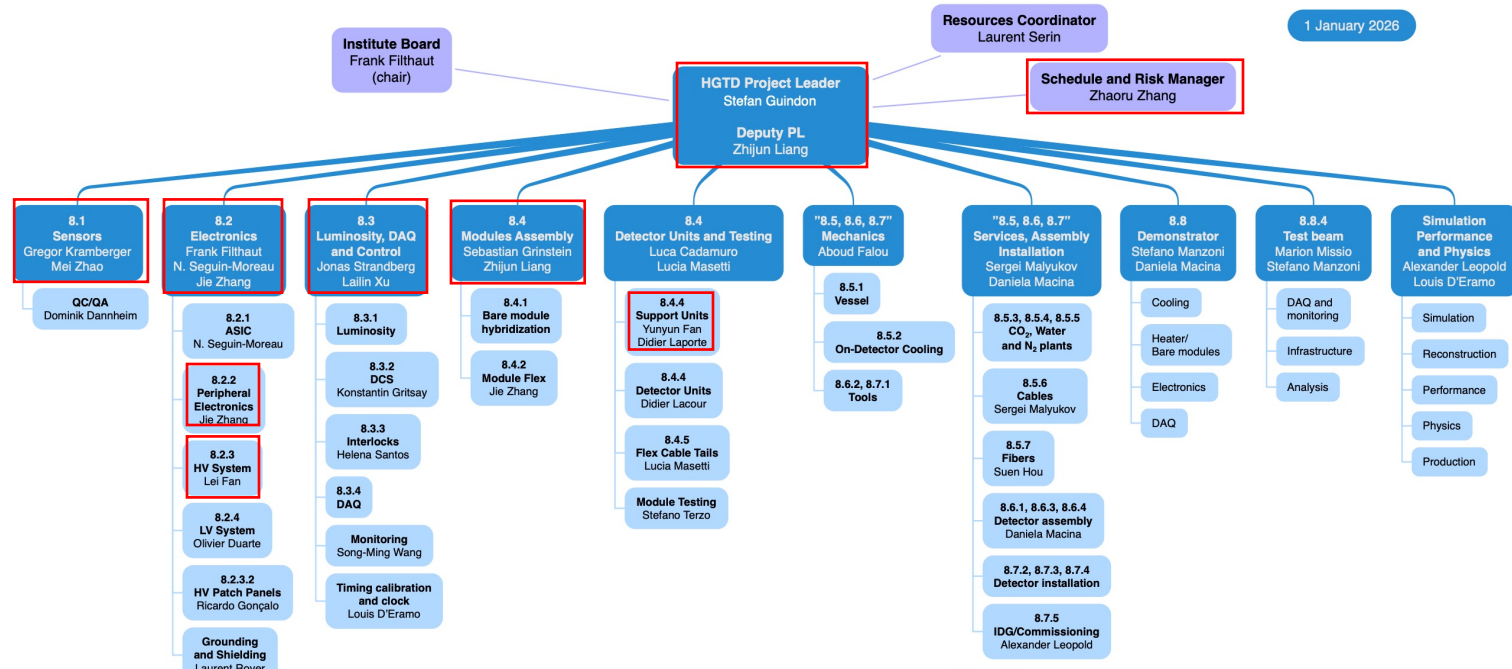 1 January 2026
Institute Board
Frank Filthaut
(chair)
Resources Coordinator
Laurent Serin
Schedule and Risk Manager
Zhaoru Zhang
HGTD Project Leader
Stefan Guindon
Deputy PL
Zhijun Liang
8.1
Sensors
Gregor Kramberger
Mei Zhao
QC/QA
Dominik Dannheim
8.2
Electronics
Frank Filthaut
N. Seguin-Moreau
Jie Zhang
8.2.1
ASIC
N. Seguin-Moreau
8.2.2
Peripheral
Electronics
Jie Zhang
8.2.3
HV System
Lei Fan
8.2.4
LV System
Olivier Duarte
8.2.3.2
HV Patch Panels
Ricardo Gonçalo
Grounding
and Shielding
Laurent Royer
8.3
Luminosity, DAQ
and Control
Jonas Strandberg
Lailin Xu
8.3.1
Luminosity
8.3.2
DCS
Konstantin Gritsay
8.3.3
Interlocks
Helena Santos
8.3.4
DAQ
Monitoring
Song-Ming Wang
Timing calibration
and clock
Louis D'Eramo
8.4
Modules Assembly
Sebastian Grinstein
Zhijun Liang
8.4.1
Bare module
hybridization
8.4.2
Module Flex
Jie Zhang
8.4
Detector Units and Testing
Luca Cadamuro
Lucia Masetti
8.4.4
Support Units
Yunyun Fan
Didier Laporte
8.4.4
Detector Units
Didier Lacour
8.4.5
Flex Cable Tails
Lucia Masetti
Module Testing
Stefano Terzo
"8.5, 8.6, 8.7"
Mechanics
Aboud Falou
8.5.1
Vessel
8.5.2
On-Detector Cooling
8.6.2, 8.7.1
Tools
"8.5, 8.6, 8.7"
Services, Assembly
Installation
Sergei Malyukov
Daniela Macina
8.5.3, 8.5.4, 8.5.5
CO₂, Water
and N₂ plants
8.5.6
Cables
Sergei Malyukov
8.5.7
Fibers
Suen Hou
8.6.1, 8.6.3, 8.6.4
Detector assembly
Daniela Macina
8.7.2, 8.7.3, 8.7.4
Detector installation
8.7.5
IDG/Commissioning
Alexander Leopold
8.8
Demonstrator
Stefano Manzoni
Daniela Macina
Cooling
Heater/
Bare modules
Electronics
DAQ
8.8.4
Test beam
Marion Missio
Stefano Manzoni
DAQ and
monitoring
Infrastructure
Analysis
Simulation
Performance
and Physics
Alexander Leopold
Louis D'Eramo
Simulation
Reconstruction
Performance
Physics
Production